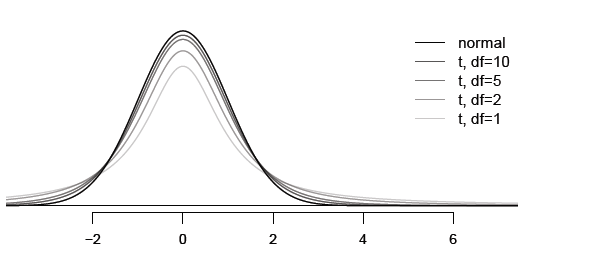 normal
t, df=10
t, df=5
t, df=2
t, df=1
−2 0 2 4 6